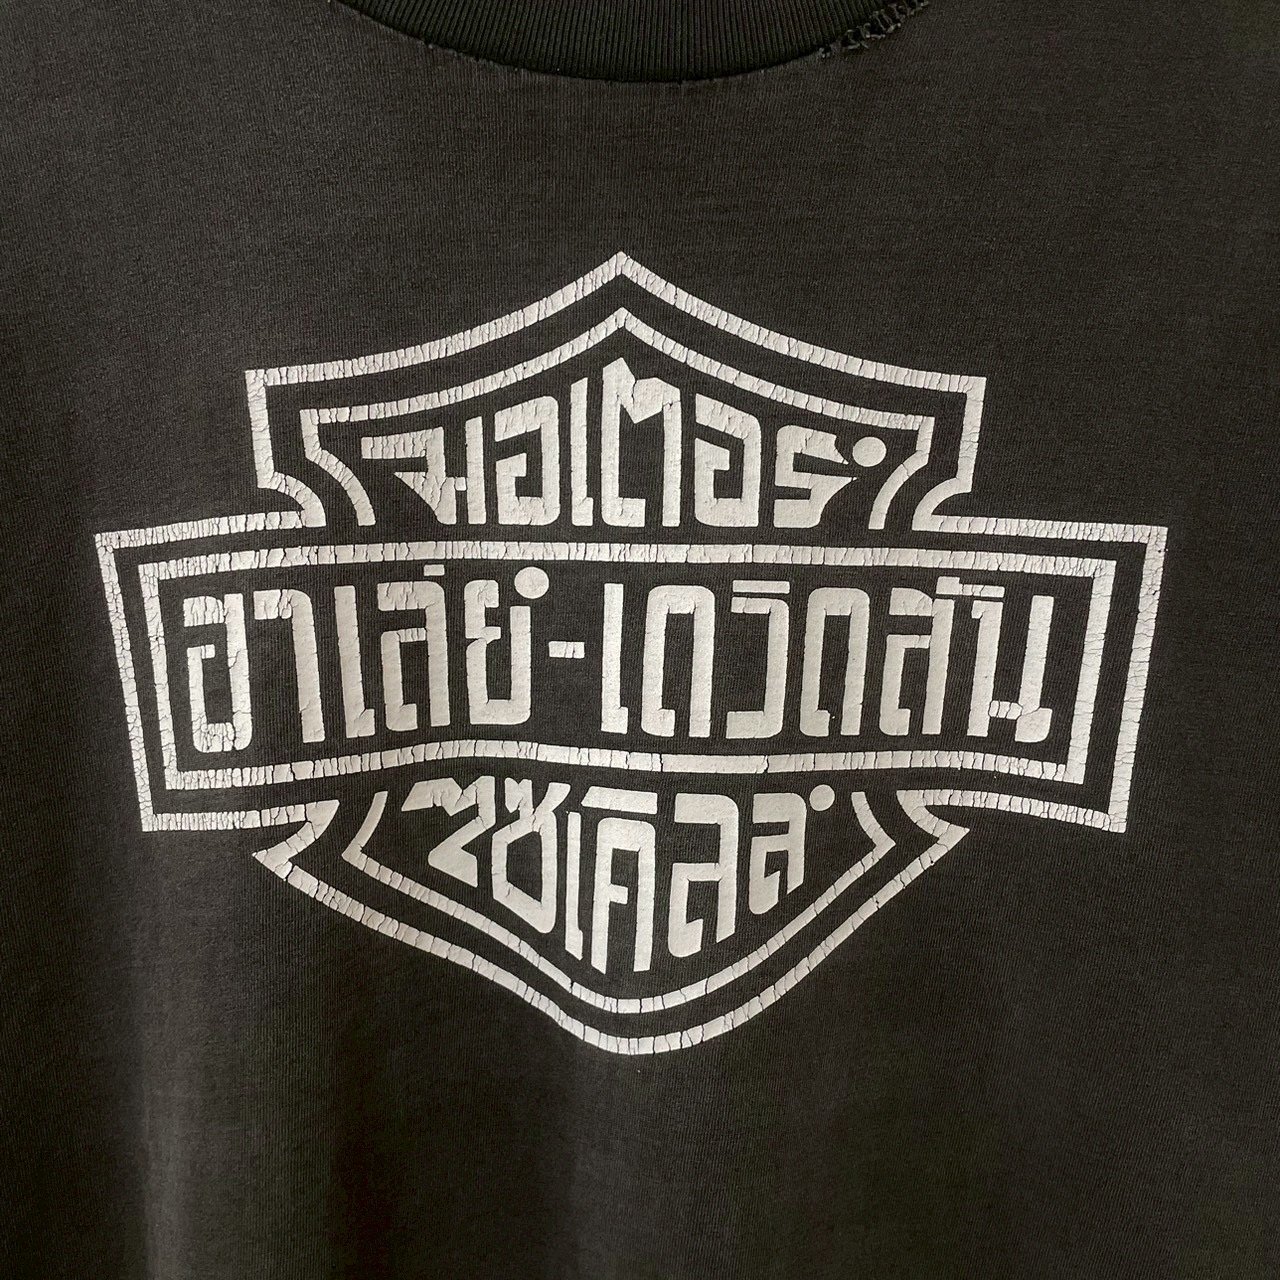 มอเตอร์
ฮาเล่ย์-เดวิดสัน
ไซเคิลล์